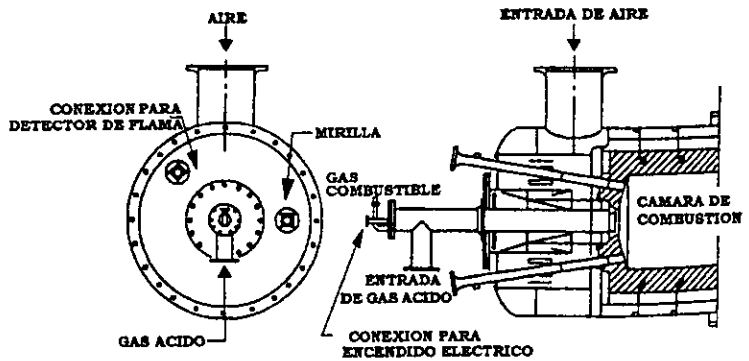 AIRE
CONEXION PARA
DETECTOR DE FLAMA
MIRILLA
GAS ACIDO
ENTRADA DE AIRE
GAS
COMBUSTIBLE
CAMARA DE
COMBUSTION
ENTRADA
DE GAS ACIDO
CONEXION PARA
ENCENDIDO ELECTRICO